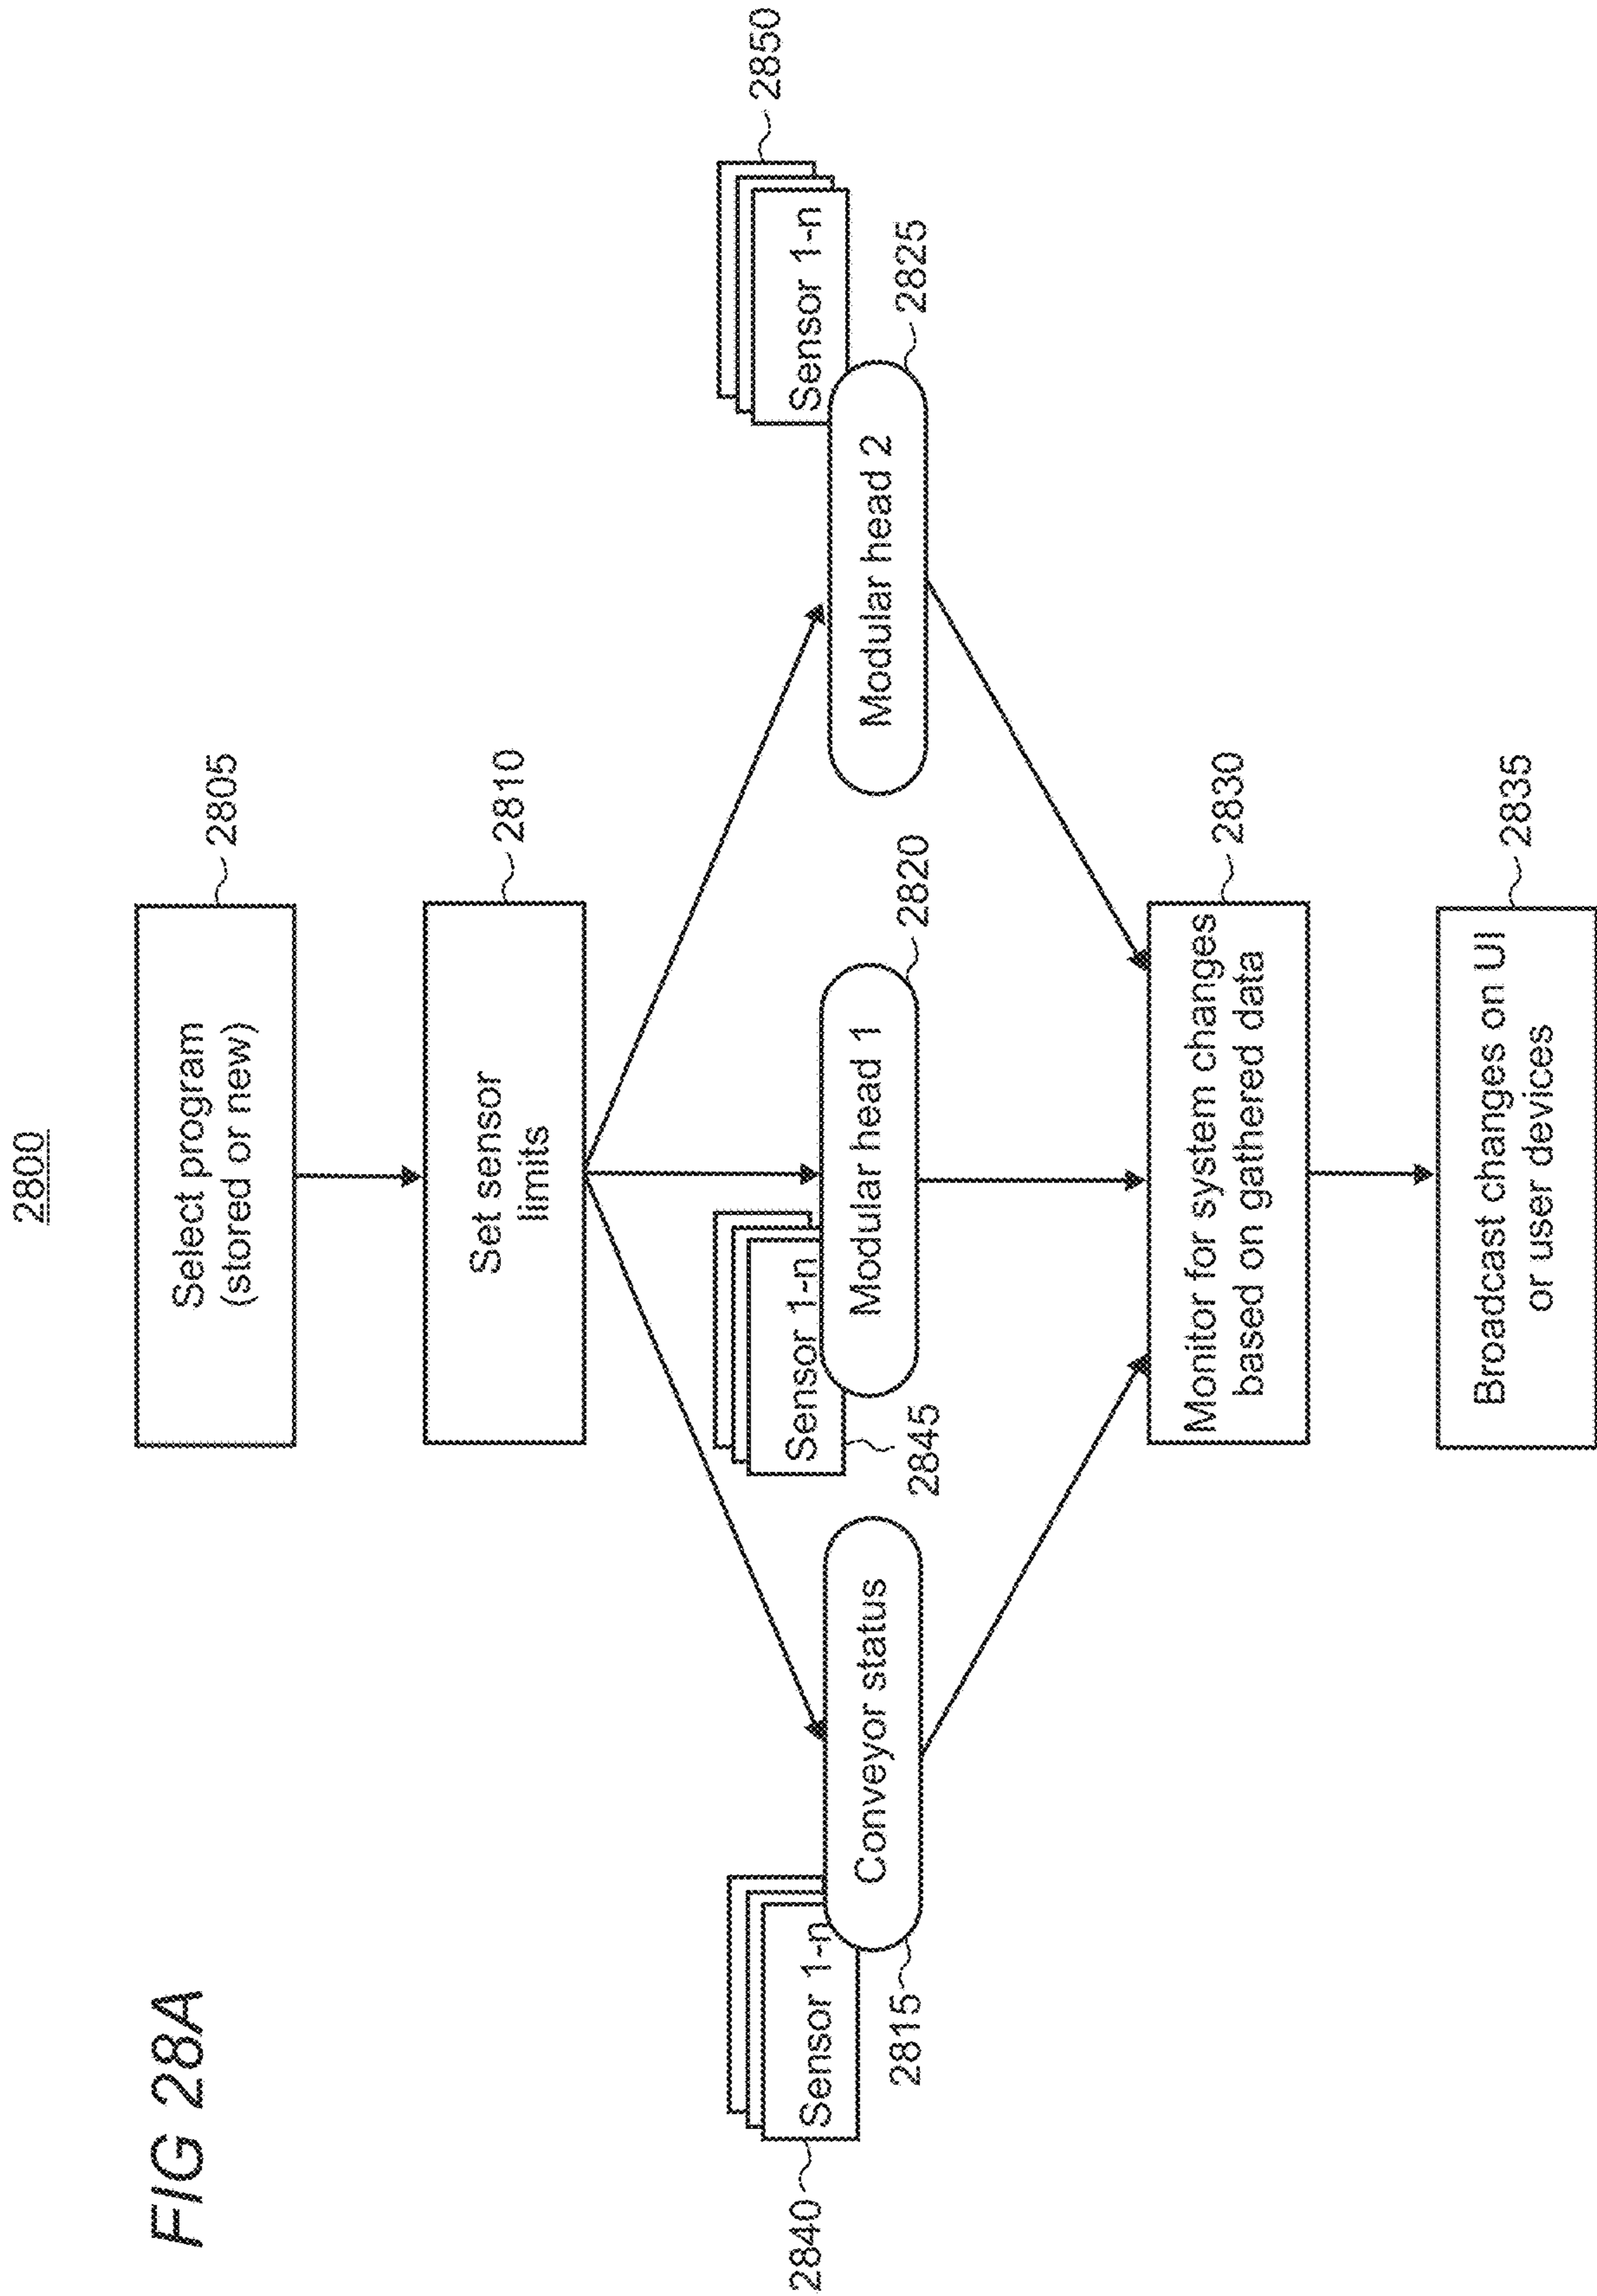 FIG 28A
2800
Select program
(stored or new)
2805
Set sensor
limits
2810
Sensor 1-n
2840
Conveyor status
2815
Sensor 1-n
2845
Modular head 1
2820
Sensor 1-n
2850
Modular head 2
2825
Monitor for system changes
based on gathered data
2830
Broadcast changes on UI
or user devices
2835